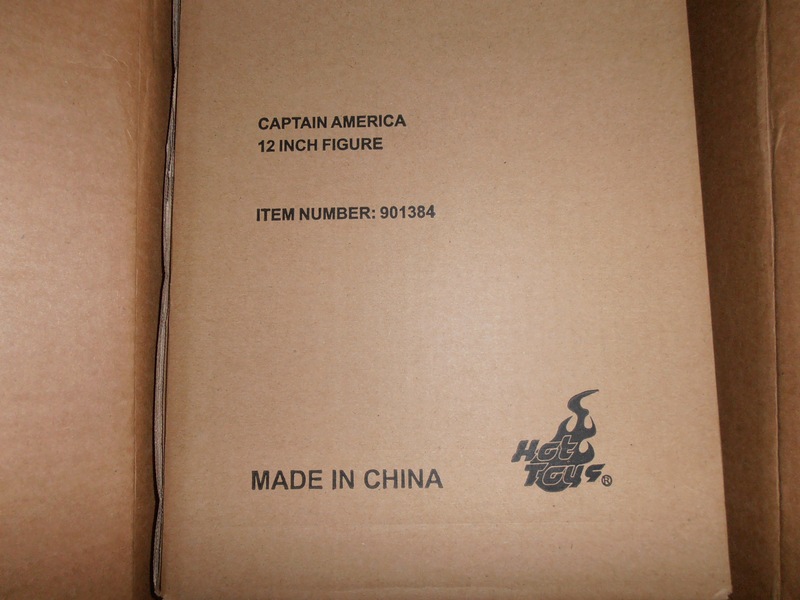 CAPTAIN AMERICA
12 INCH FIGURE
ITEM NUMBER: 901384
MADE IN CHINA
Hot
Toys®